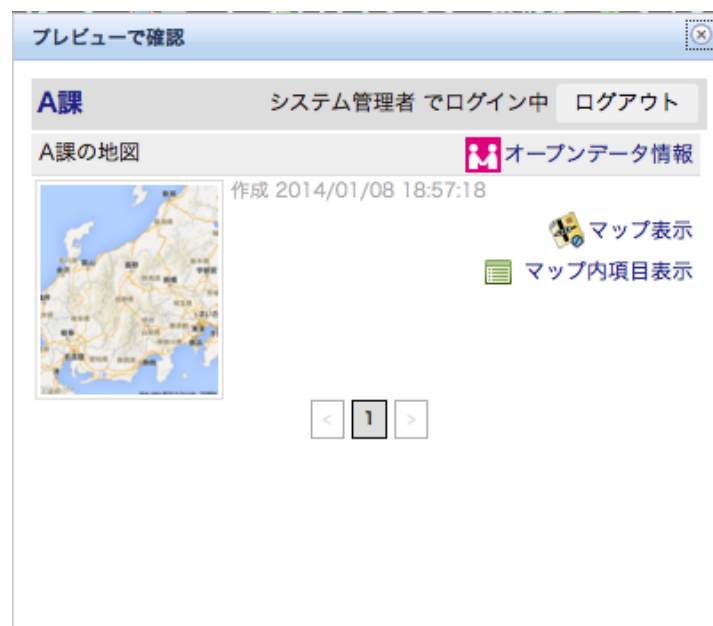 プレビューで確認
A課 システム管理者 でログイン中 ログアウト
A課の地図 オープンデータ情報
作成 2014/01/08 18:57:18
マップ表示
マップ内項目表示
< 1 >